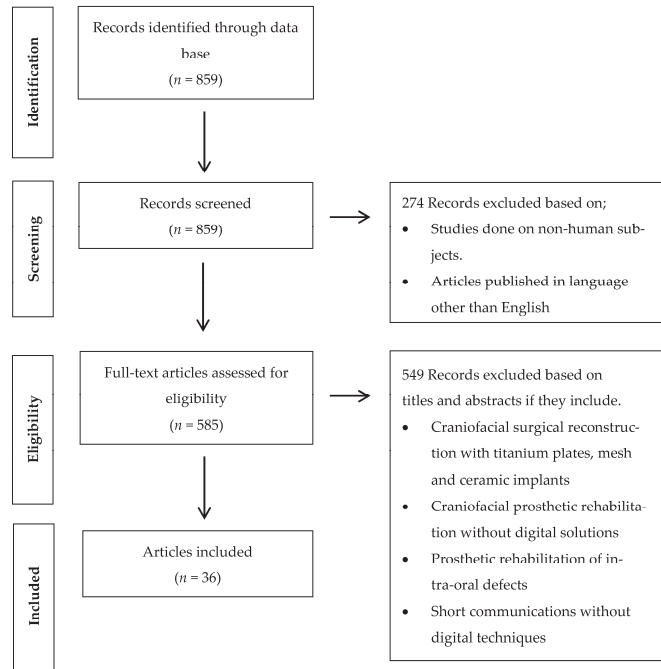 Identification
Records identified through data
base
(n = 859)
Screening
Records screened
(n = 859)
274 Records excluded based on;
• Studies done on non-human sub-
jects.
• Articles published in language
other than English
Eligibility
Full-text articles assessed for
eligibility
(n = 585)
549 Records excluded based on
titles and abstracts if they include.
• Craniofacial surgical reconstruc-
tion with titanium plates, mesh
and ceramic implants
• Craniofacial prosthetic rehabilita-
tion without digital solutions
• Prosthetic rehabilitation of in-
tra-oral defects
• Short communications without
digital techniques
Included
Articles included
(n = 36)